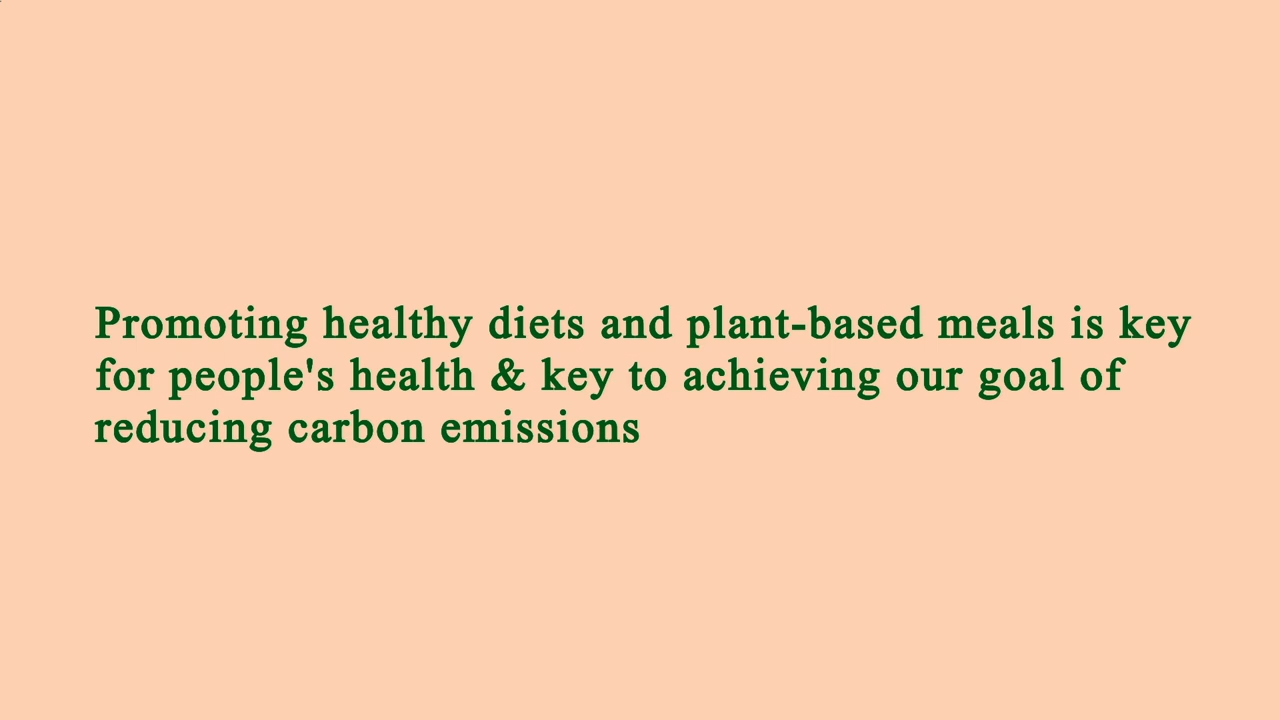 Promoting healthy diets and plant-based meals is key
for people's health & key to achieving our goal of
reducing carbon emissions